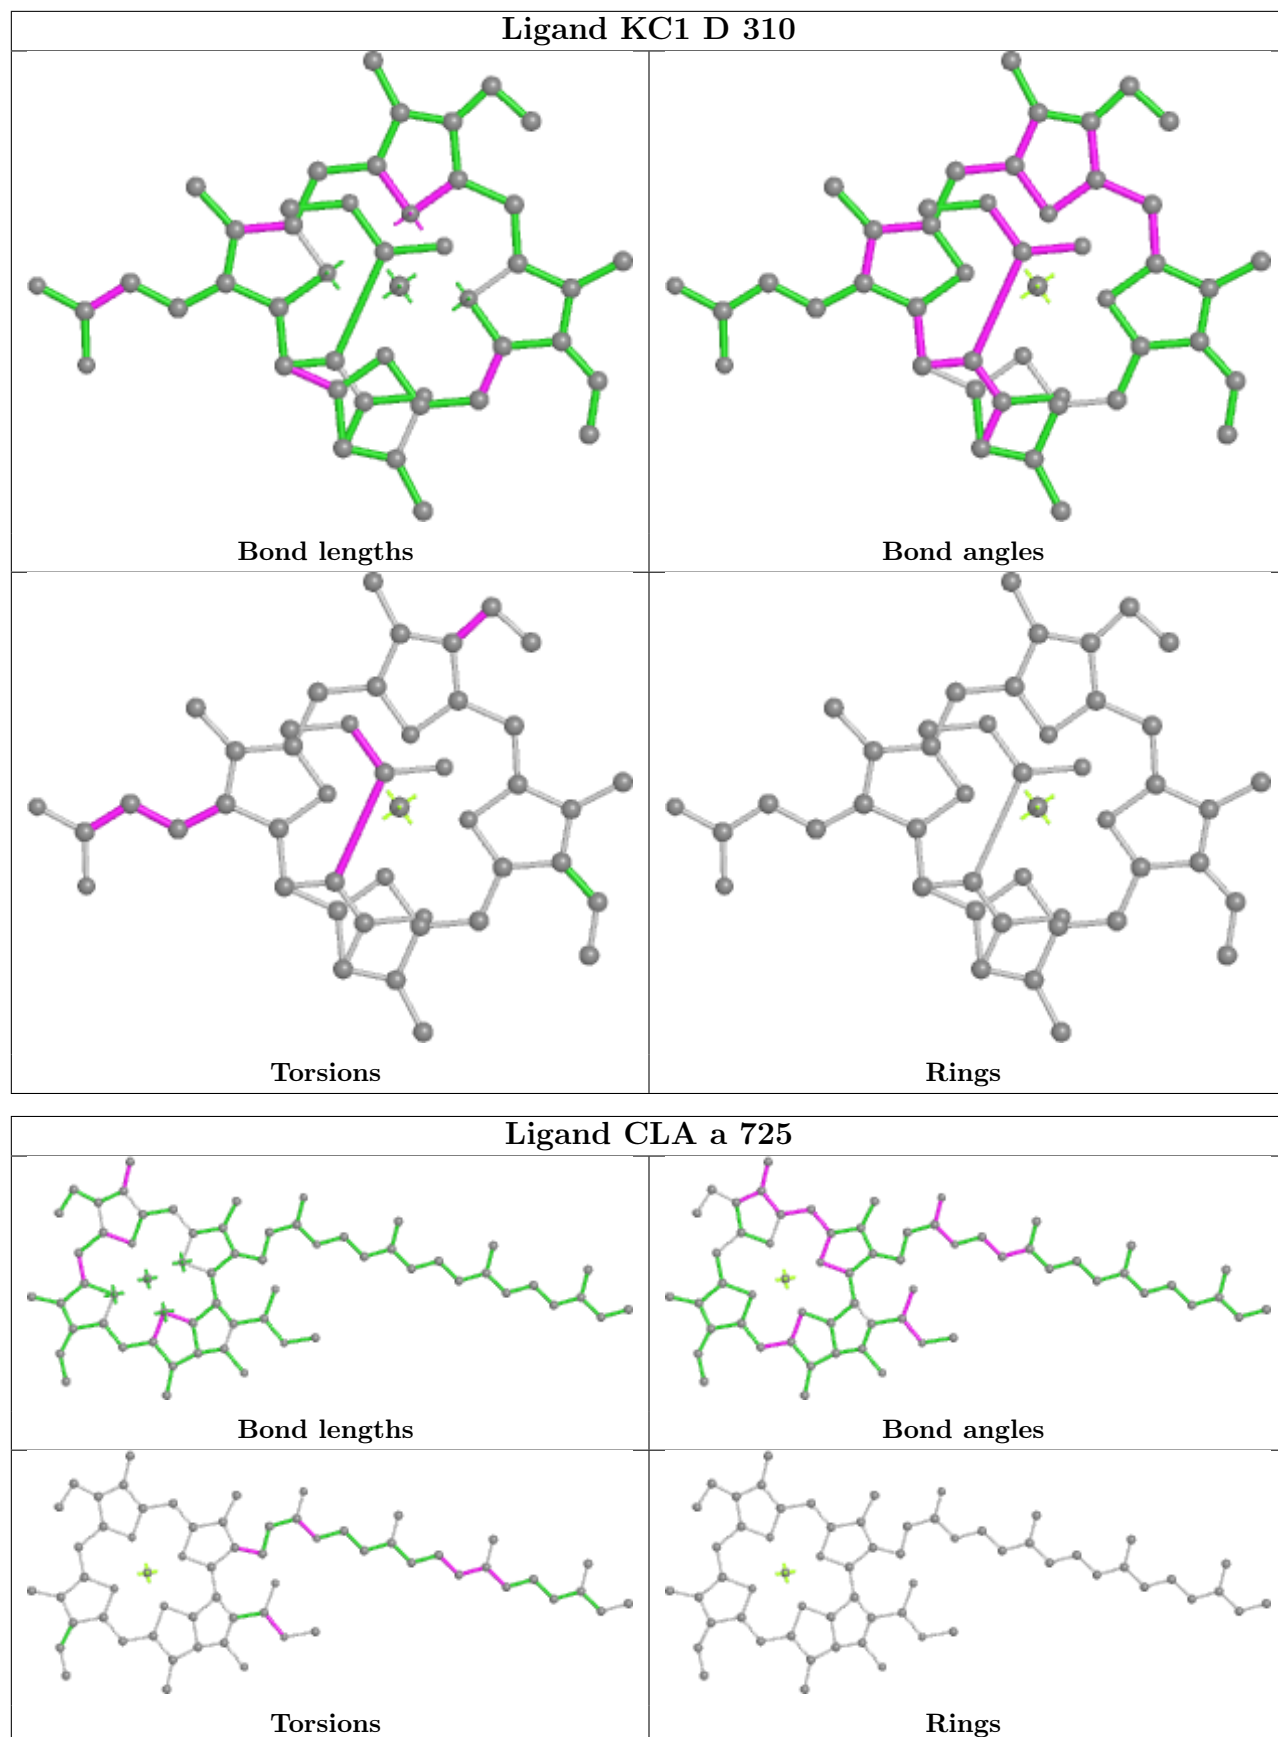 Ligand KC1 D 310
Bond lengths
Bond angles
Torsions
Rings
Ligand CLA a 725
Bond lengths
Bond angles
Torsions
Rings